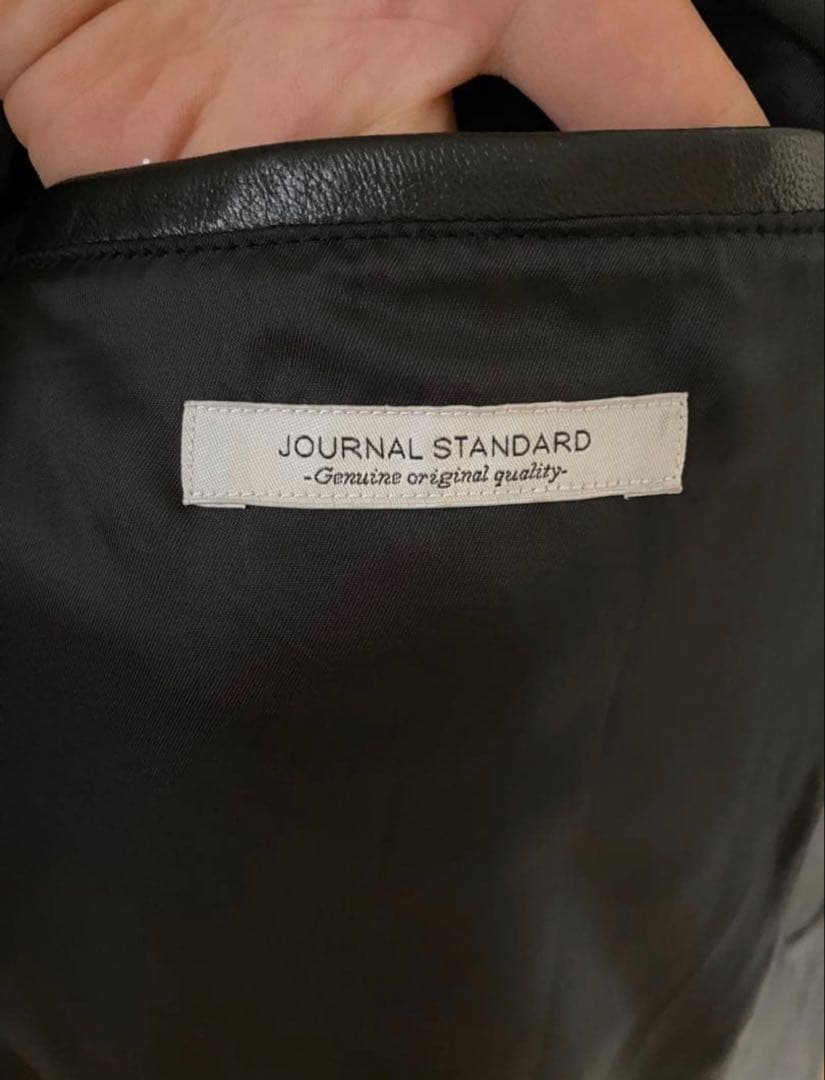 JOURNAL STANDARD
-Genuine original quality-